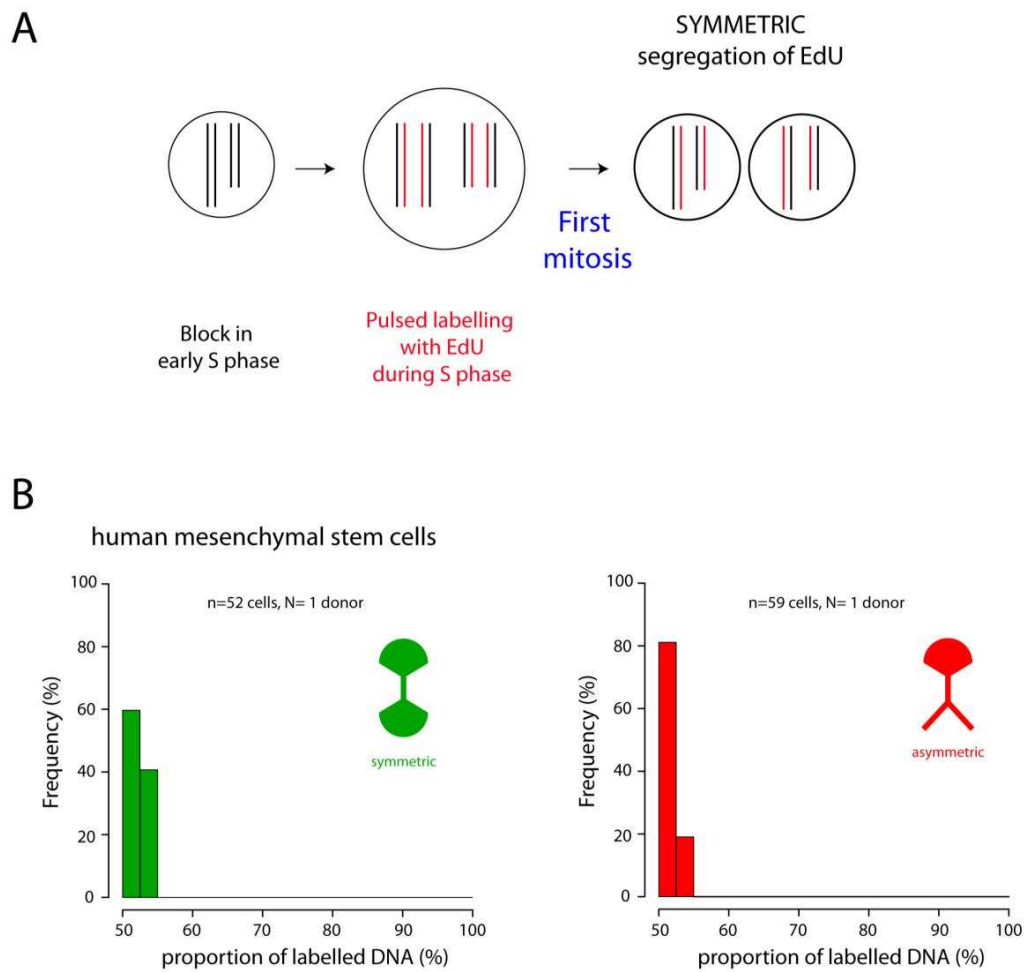 A
SYMMETRIC
segregation of EdU
First
mitosis
Block in
early S phase
Pulsed labelling
with EdU
during S phase
B
human mesenchymal stem cells
n=52 cells, N= 1 donor
symmetric
Frequency (%)
100
80
60
40
20
0
50
60
70
80
90
100
proportion of labelled DNA (%)
n=59 cells, N= 1 donor
asymmetric
Frequency (%)
100
80
60
40
20
0
50
60
70
80
90
100
proportion of labelled DNA (%)